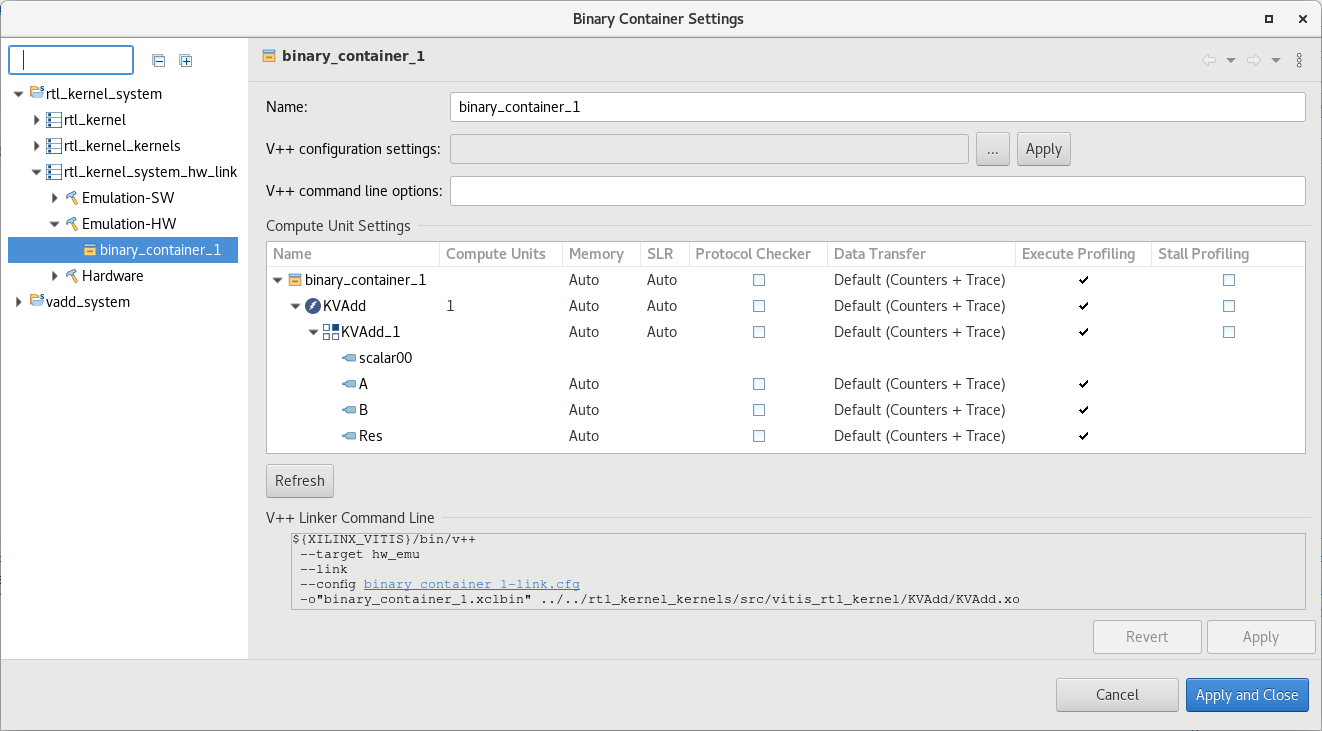 Binary Container Settings
binary_container_1
rtl_kernel_system
rtl_kernel
rtl_kernel_kernels
rtl_kernel_system_hw_link
Emulation-SW
Emulation-HW
binary_container_1
Hardware
vadd_system
Name: binary_container_1
V++ configuration settings: ... Apply
V++ command line options:
Compute Unit Settings
Name Compute Units Memory SLR Protocol Checker Data Transfer Execute Profiling Stall Profiling
binary_container_1 Auto Auto Default (Counters + Trace)
KVAdd 1 Auto Auto Default (Counters + Trace)
KVAdd_1 Auto Auto Default (Counters + Trace)
scalar00
A Auto Default (Counters + Trace)
B Auto Default (Counters + Trace)
Res Auto Default (Counters + Trace)
Refresh
V++ Linker Command Line
${XILINX_VITIS}/bin/v++
--target hw_emu
--link
--config binary_container_1-link.cfg
-o"binary_container_1.xclbin" ../../rtl_kernel_kernels/src/vitis_rtl_kernel/KVAdd/KVAdd.xo
Revert Apply
Cancel Apply and Close